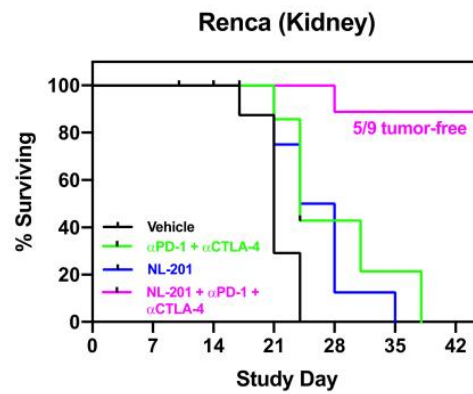 Renca (Kidney)
% Surviving
100
80
60
40
20
0
5/9 tumor-free
Vehicle
αPD-1 + αCTLA-4
NL-201
NL-201 + αPD-1 +
αCTLA-4
0 7 14 21 28 35 42
Study Day